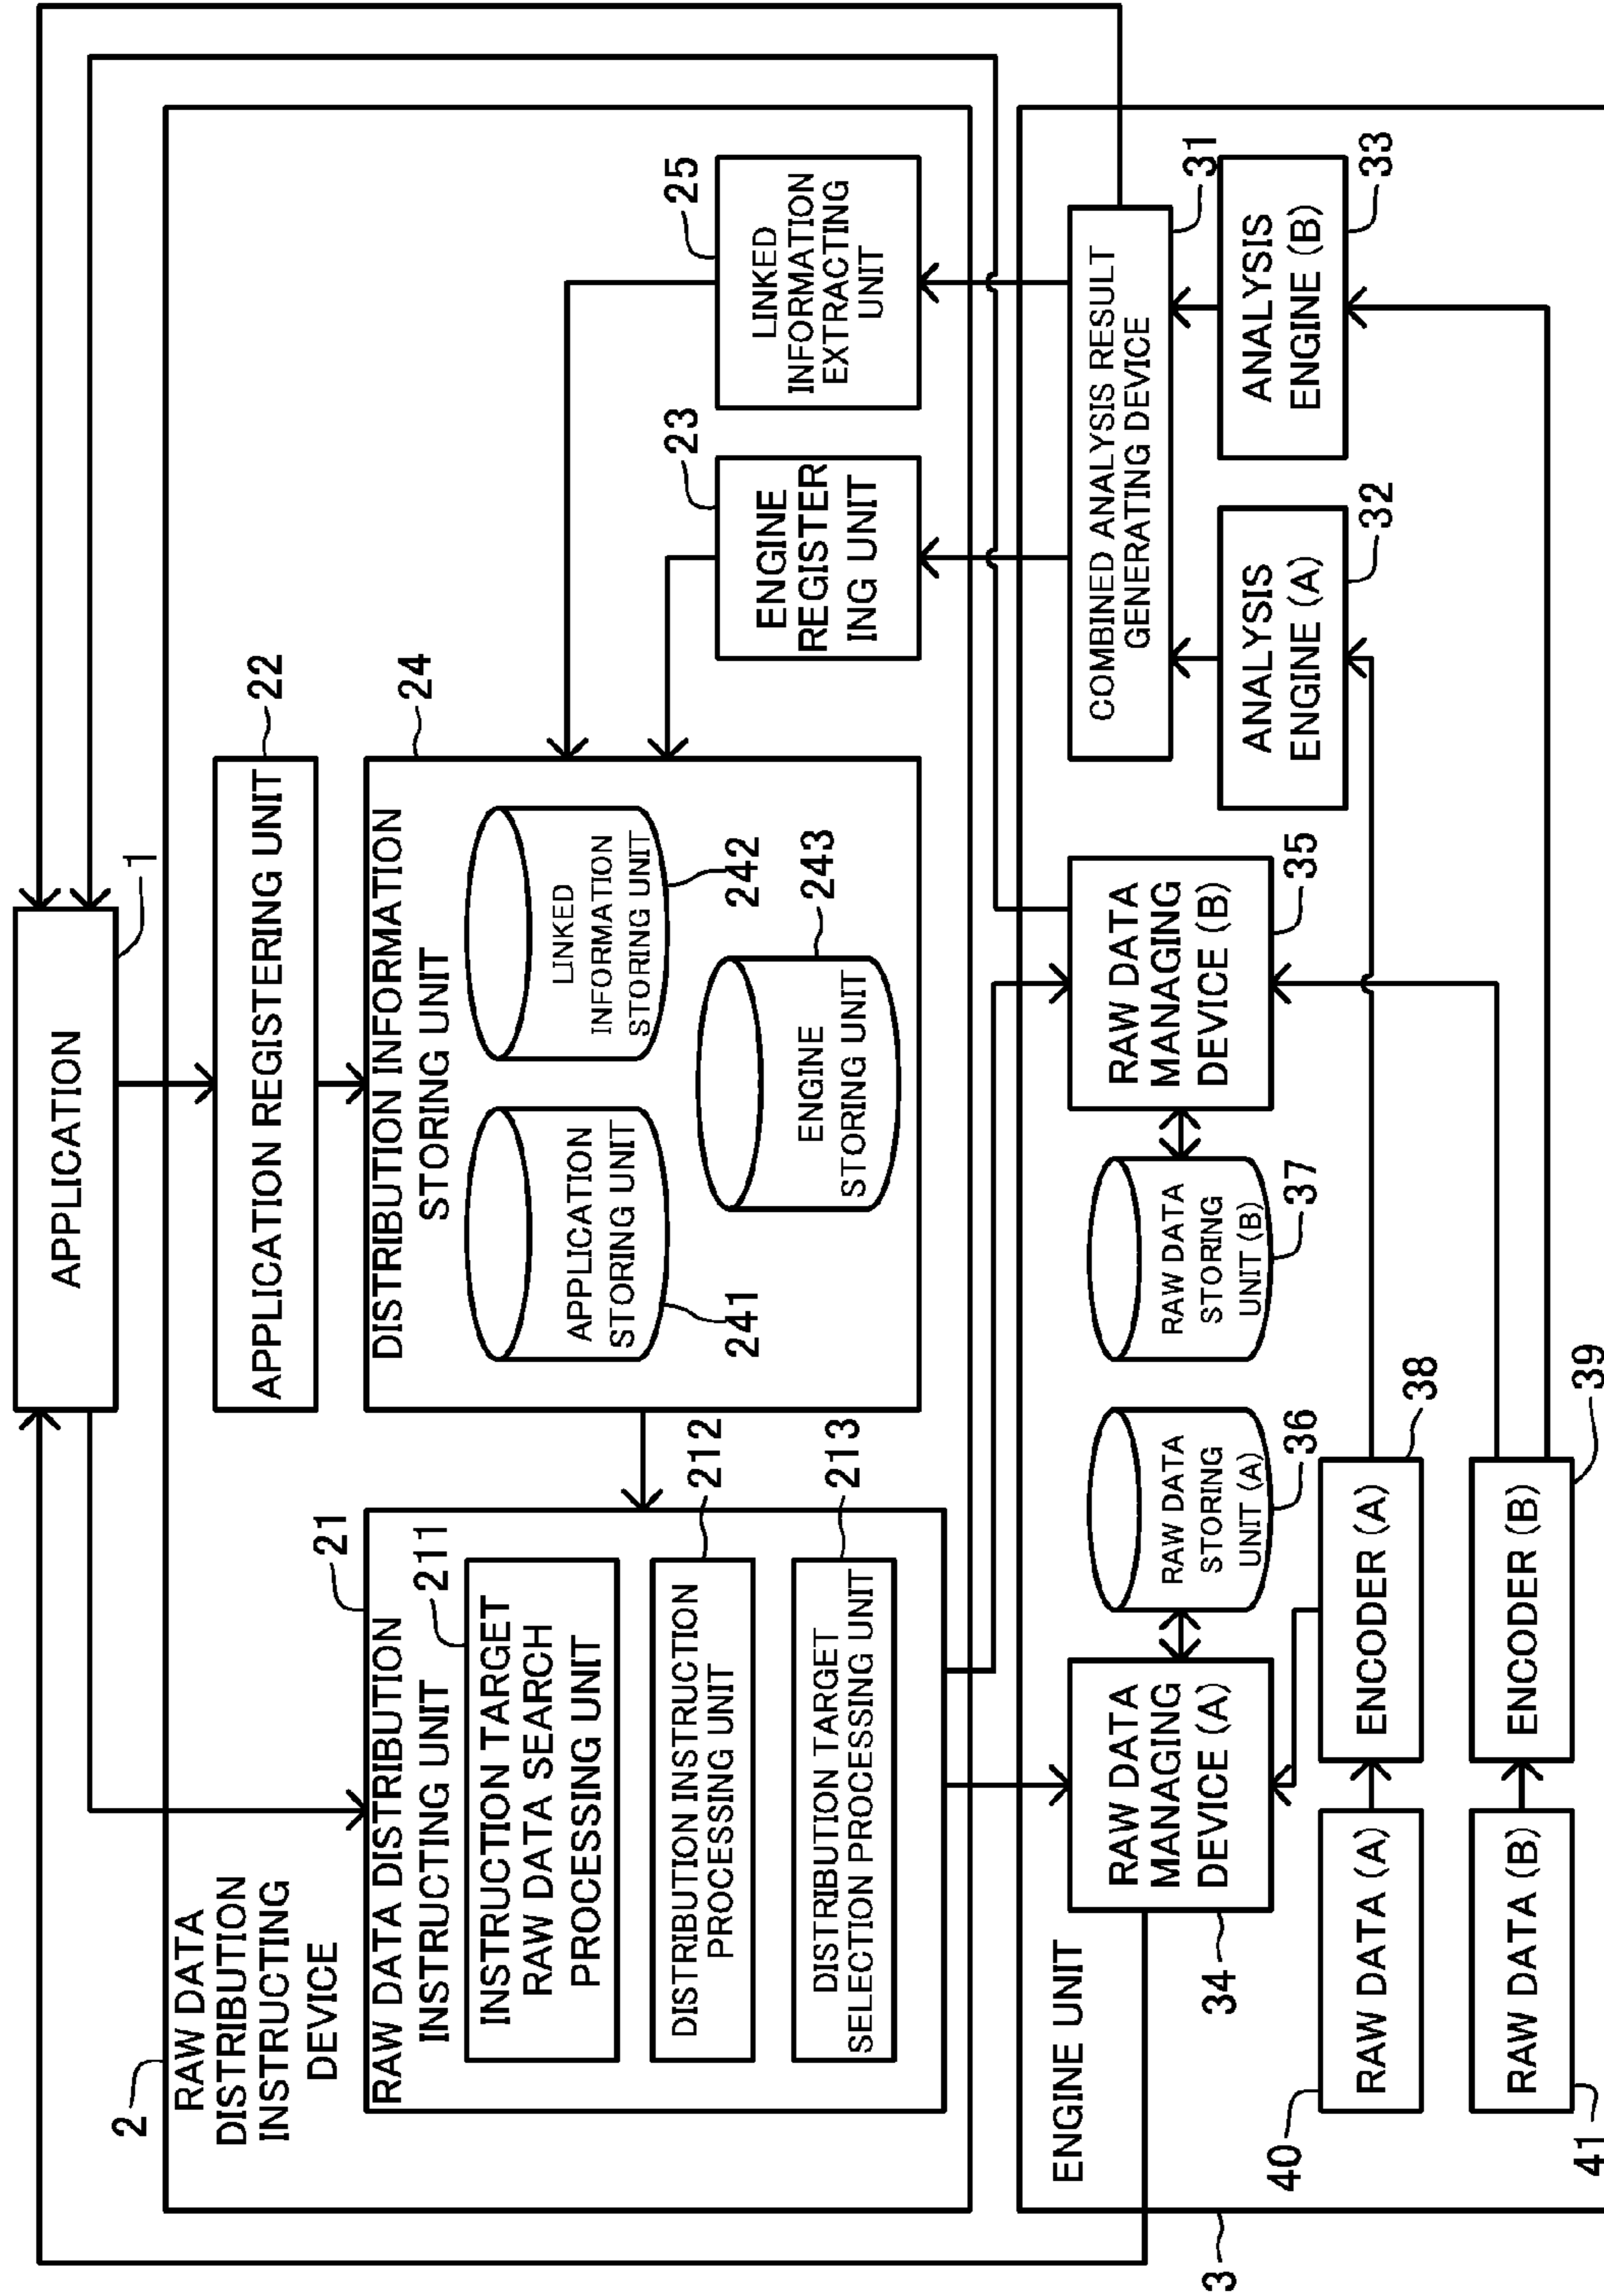 APPLICATION
1
2
RAW DATA
DISTRIBUTION
INSTRUCTING
DEVICE
APPLICATION REGISTERING UNIT
22
21
RAW DATA DISTRIBUTION
INSTRUCTING UNIT
211
INSTRUCTION TARGET
RAW DATA SEARCH
PROCESSING UNIT
212
DISTRIBUTION INSTRUCTION
PROCESSING UNIT
213
DISTRIBUTION TARGET
SELECTION PROCESSING UNIT
24
DISTRIBUTION INFORMATION
STORING UNIT
APPLICATION
STORING UNIT
241
LINKED
INFORMATION
STORING UNIT
242
ENGINE
STORING UNIT
243
23
ENGINE
REGISTER
ING UNIT
25
LINKED
INFORMATION
EXTRACTING
UNIT
3
ENGINE UNIT
RAW DATA
MANAGING
DEVICE (A)
34
RAW DATA
STORING
UNIT (A)
36
RAW DATA
STORING
UNIT (B)
37
RAW DATA
MANAGING
DEVICE (B)
35
COMBINED ANALYSIS RESULT
GENERATING DEVICE
31
ANALYSIS
ENGINE (A)
32
ANALYSIS
ENGINE (B)
33
40
RAW DATA (A)
ENCODER (A)
38
41
RAW DATA (B)
ENCODER (B)
39